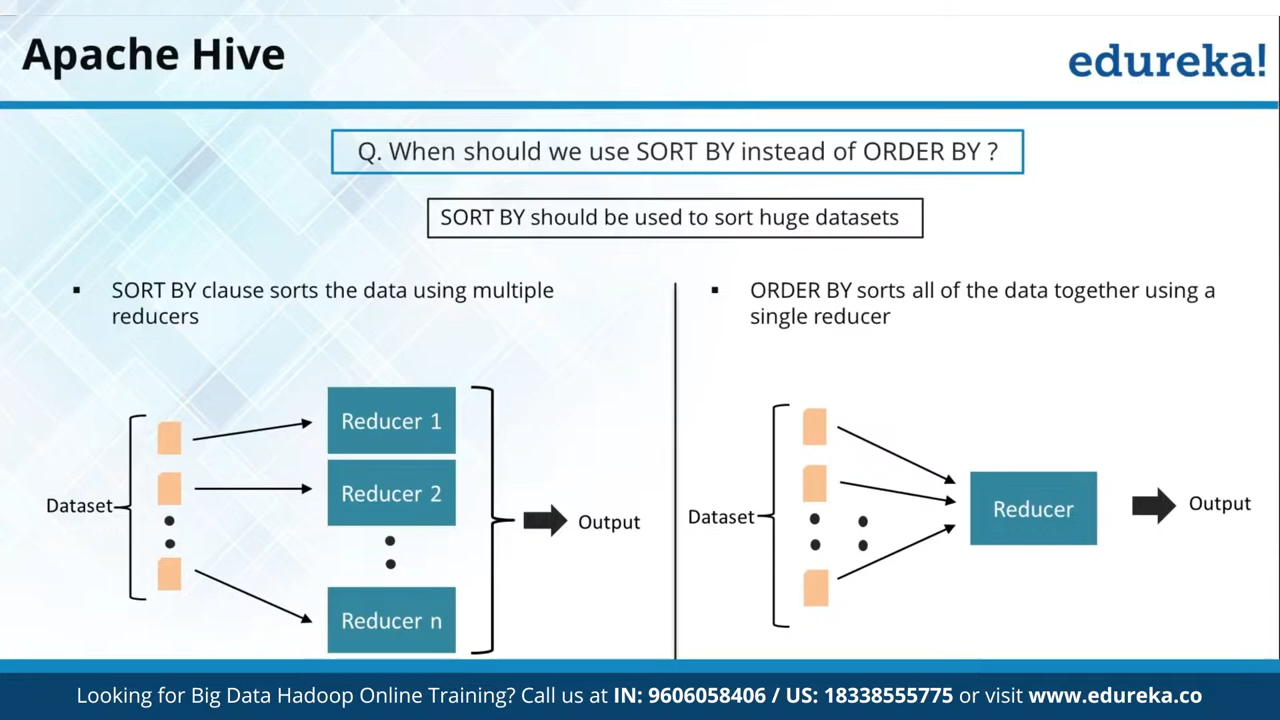 Apache Hive
edureka!
Q. When should we use SORT BY instead of ORDER BY ?
SORT BY should be used to sort huge datasets
▪ SORT BY clause sorts the data using multiple
reducers
Dataset
Reducer 1
Reducer 2
Reducer n
Output
▪ ORDER BY sorts all of the data together using a
single reducer
Dataset
Reducer
Output
Looking for Big Data Hadoop Online Training? Call us at IN: 9606058406 / US: 18338555775 or visit www.edureka.co